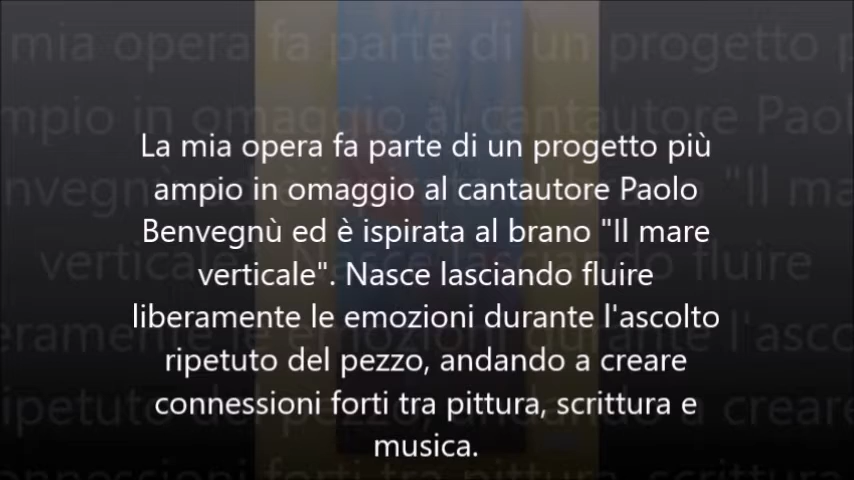 La mia opera fa parte di un progetto più
ampio in omaggio al cantautore Paolo
Benvegnù ed è ispirata al brano "Il mare
verticale". Nasce lasciando fluire
liberamente le emozioni durante l'ascolto
ripetuto del pezzo, andando a creare
connessioni forti tra pittura, scrittura e
musica.